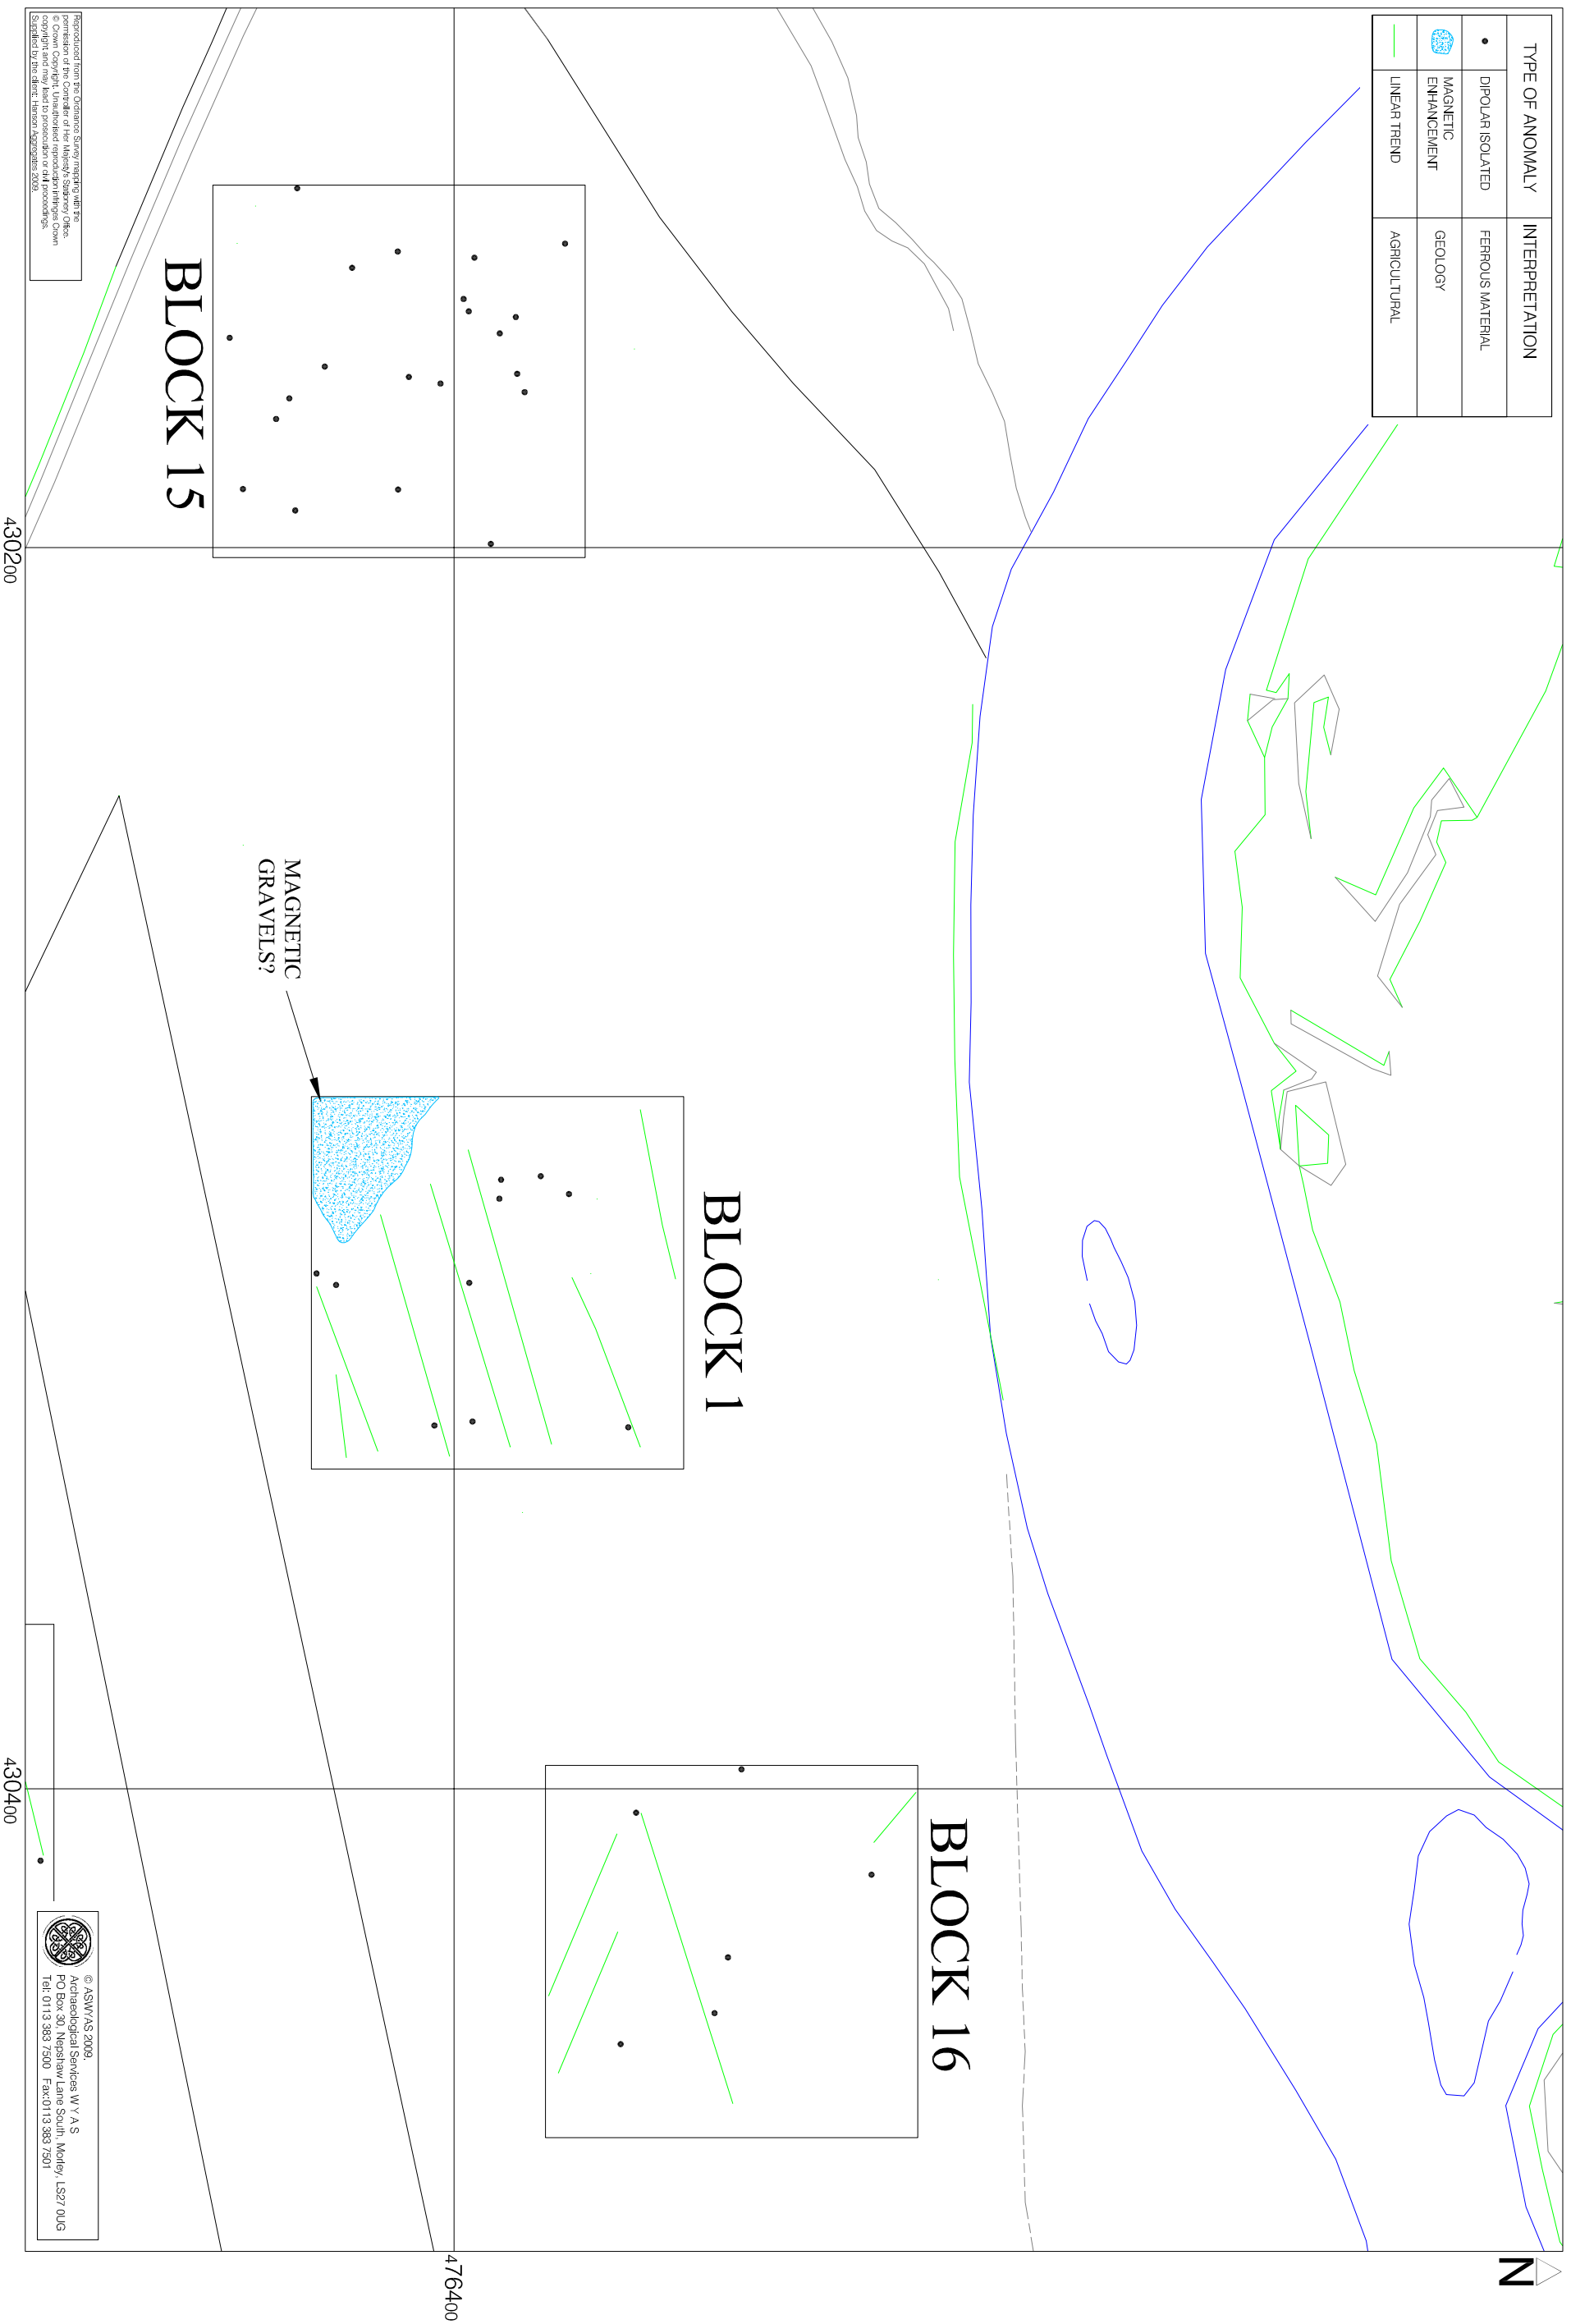 TYPE OF ANOMALY
INTERPRETATION
DIPOLAR ISOLATED
FERROUS MATERIAL
MAGNETIC
ENHANCEMENT
GEOLOGY
LINEAR TREND
AGRICULTURAL
BLOCK 15
BLOCK 1
BLOCK 16
MAGNETIC
GRAVELS?
430200
430400
476400
N
Reproduced from the Ordnance Survey mapping with the
permission of the Controller of Her Majesty's Stationery Office.
© Crown Copyright. Unauthorised reproduction infringes Crown
copyright and may lead to prosecution or civil proceedings.
Supplied by the client: Hanson Aggregates 2009.
© ASWYAS 2009.
Archaeological Services W Y A S
PO Box 30, Nepshaw Lane South, Morley, LS27 0UG
Tel: 0113 383 7500 Fax:0113 383 7501